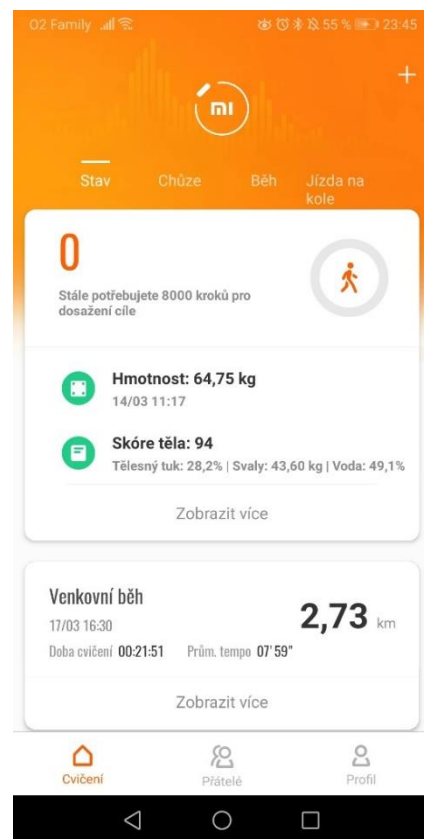 O2 Family 55 % 23:45
mi
Stav Chůze Běh Jízda na
kole
0
Stále potřebujete 8000 kroků pro
dosažení cíle
Hmotnost: 64,75 kg
14/03 11:17
Skóre těla: 94
Tělesný tuk: 28,2% | Svaly: 43,60 kg | Voda: 49,1%
Zobrazit více
Venkovní běh
17/03 16:30
2,73 km
Doba cvičení 00:21:51 Prům. tempo 07'59"
Zobrazit více
Cvičení Přátelé Profil